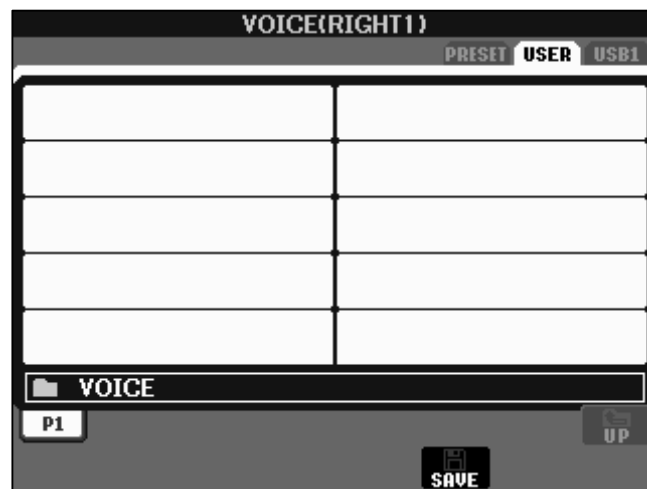 VOICE(RIGHT1)
PRESET USER USB1
VOICE
P1
UP
SAVE